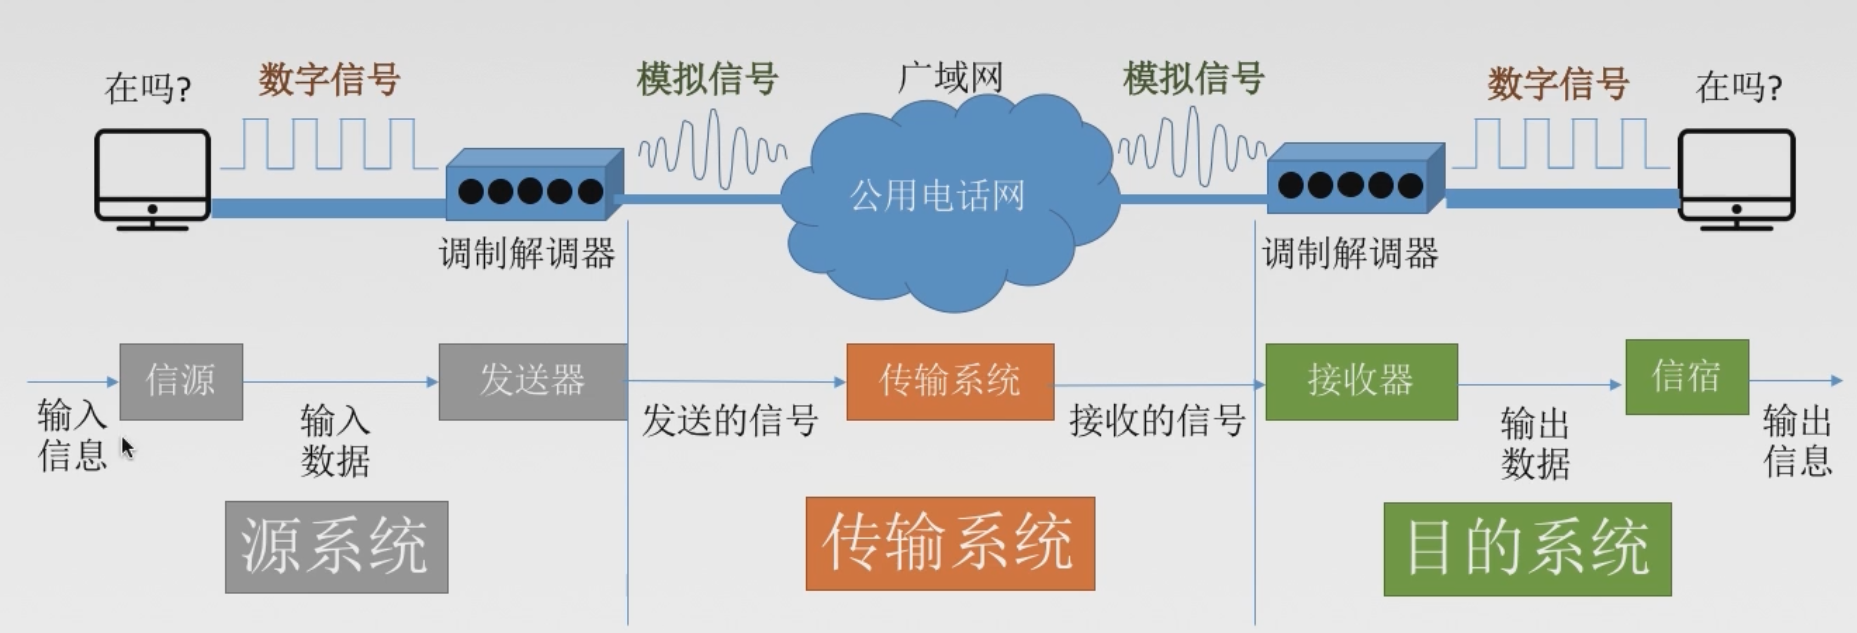 在吗?
数字信号
模拟信号
广域网
模拟信号
数字信号
在吗?
公用电话网
调制解调器
调制解调器
信源
发送器
传输系统
接收器
信宿
输入
信息
输入
数据
发送的信号
接收的信号
输出
数据
输出
信息
源系统
传输系统
目的系统